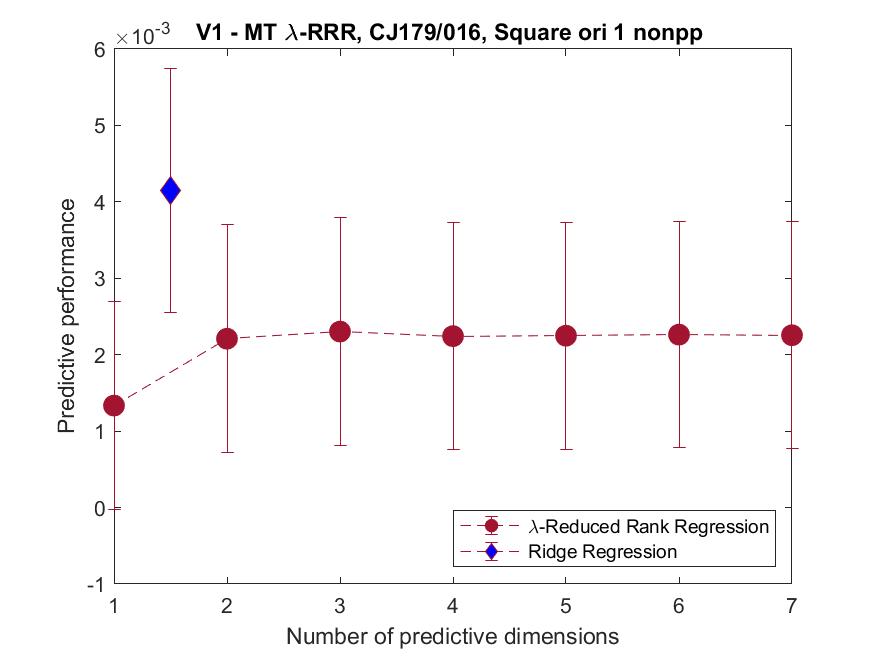 V1 - MT λ-RRR, CJ179/016, Square ori 1 nonpp
×10-3
6
5
4
3
2
1
0
-1
Predictive performance
1 2 3 4 5 6 7
Number of predictive dimensions
λ-Reduced Rank Regression
Ridge Regression